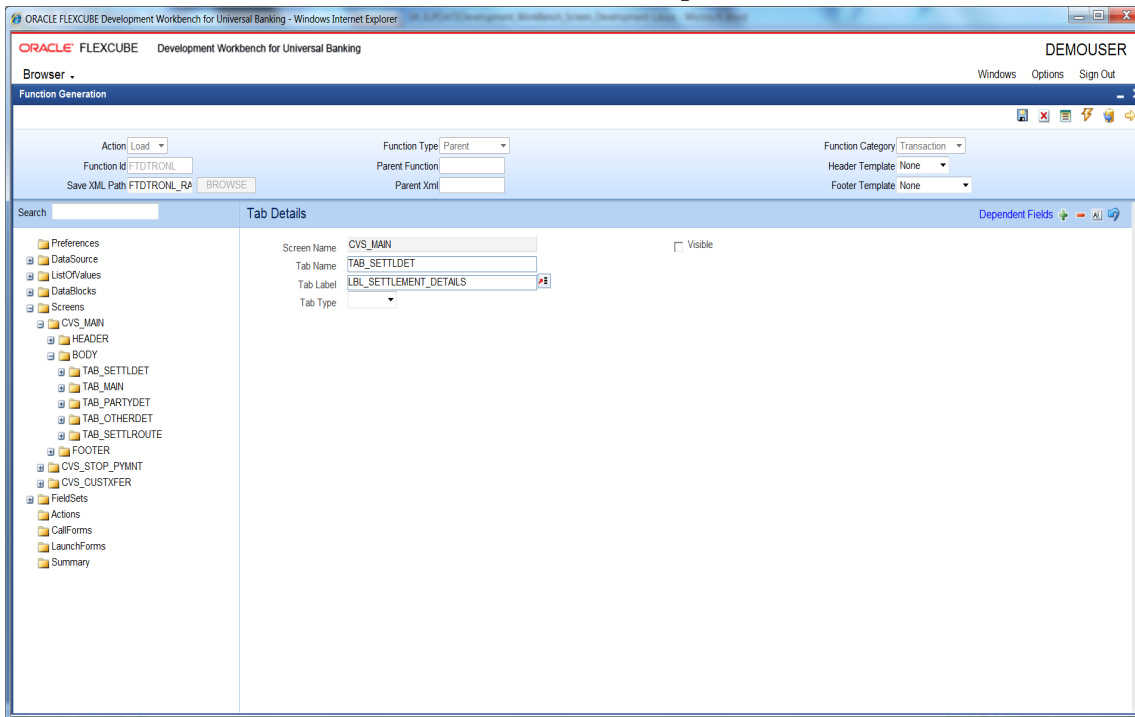 ORACLE FLEXCUBE Development Workbench for Universal Banking - Windows Internet Explorer
ORACLE FLEXCUBE Development Workbench for Universal Banking
DEMOUSER
Browser
Windows Options Sign Out
Function Generation
Action Load
Function Type Parent
Function Category Transaction
Function Id FTDTRONL
Parent Function
Header Template None
Save XML Path FTDTRONL_RA BROWSE
Parent Xml
Footer Template None
Search
Tab Details
Dependent Fields
Preferences
DataSource
ListOfValues
DataBlocks
Screens
CVS_MAIN
HEADER
BODY
TAB_SETTLDET
TAB_MAIN
TAB_PARTYDET
TAB_OTHERDET
TAB_SETTLROUTE
FOOTER
CVS_STOP_PYMNT
CVS_CUSTXFER
FieldSets
Actions
CallForms
LaunchForms
Summary
Screen Name CVS_MAIN
Visible
Tab Name TAB_SETTLDET
Tab Label LBL_SETTLEMENT_DETAILS
Tab Type